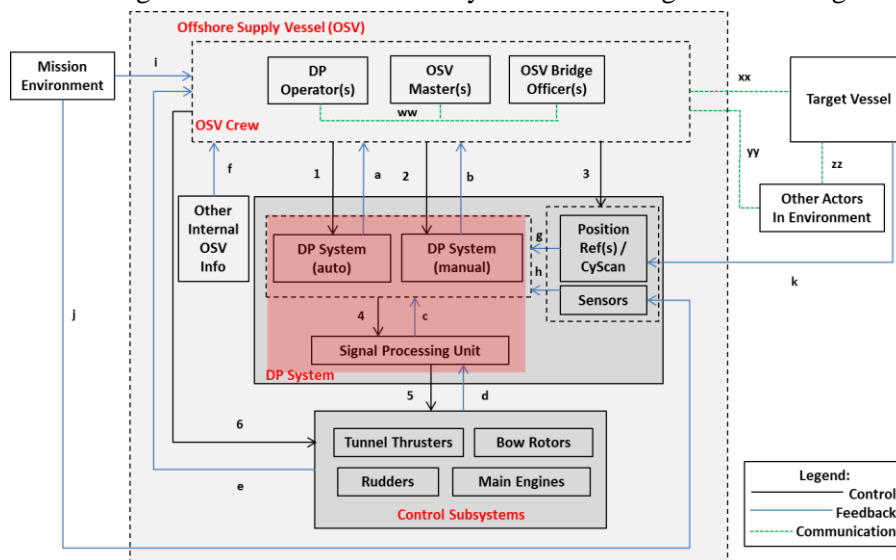 Offshore Supply Vessel (OSV)
Mission
Environment
i
DP
Operator(s)
OSV
Master(s)
OSV Bridge
Officer(s)
ww
OSV Crew
xx
Target Vessel
yy
zz
Other Actors
In Environment
f
1
a
2
b
3
Other
Internal
OSV
Info
DP System
(auto)
DP System
(manual)
g
h
Position
Ref(s) /
CyScan
Sensors
k
j
4
c
Signal Processing Unit
DP System
5
d
6
e
Tunnel Thrusters
Bow Rotors
Rudders
Main Engines
Control Subsystems
Legend:
Control
Feedback
Communication